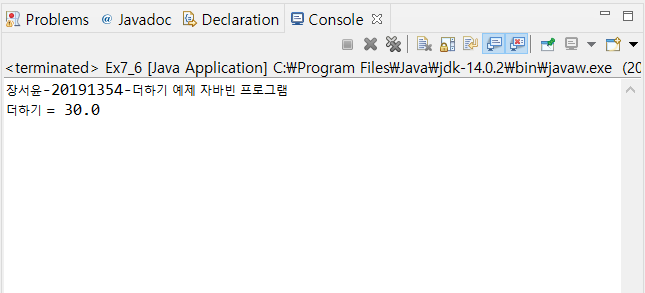 Problems @ Javadoc Declaration Console
<terminated> Ex7_6 [Java Application] C:₩Program Files₩Java₩jdk-14.0.2₩bin₩javaw.exe (20
장서윤-20191354-더하기 예제 자바빈 프로그램
더하기 = 30.0